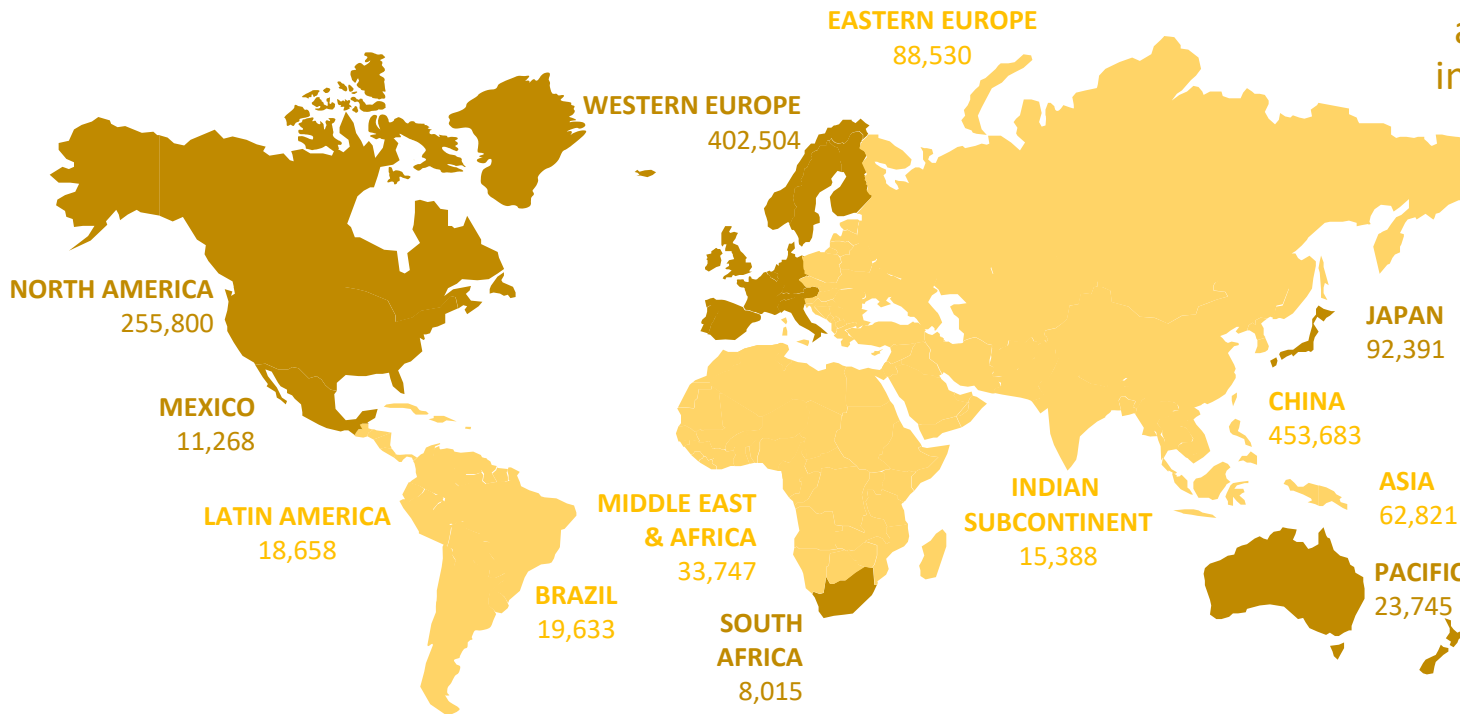 EASTERN EUROPE
88,530
WESTERN EUROPE
402,504
NORTH AMERICA
255,800
JAPAN
92,391
MEXICO
11,268
CHINA
453,683
LATIN AMERICA
18,658
MIDDLE EAST
& AFRICA
33,747
INDIAN
SUBCONTINENT
15,388
ASIA
62,821
BRAZIL
19,633
PACIFIC
23,745
SOUTH
AFRICA
8,015